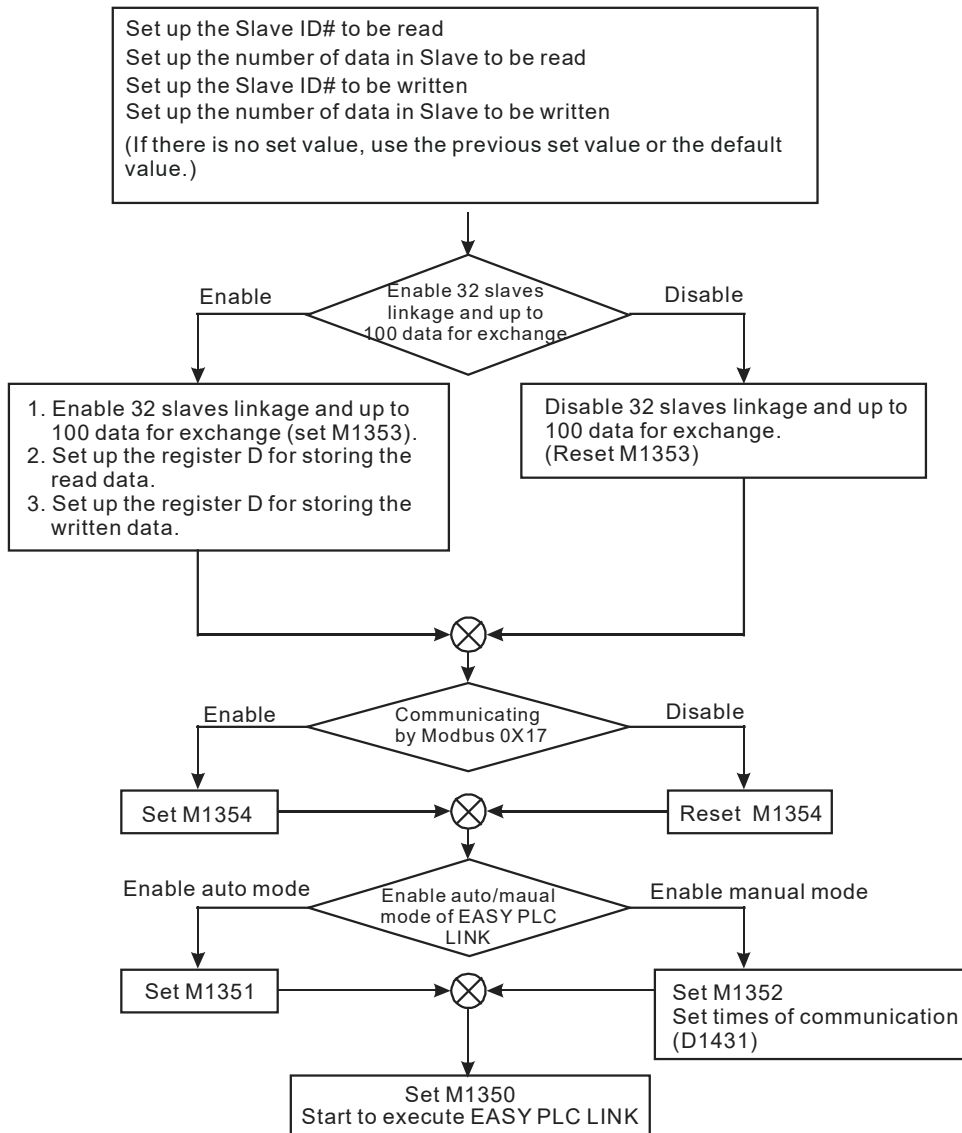 Set up the Slave ID# to be read
Set up the number of data in Slave to be read
Set up the Slave ID# to be written
Set up the number of data in Slave to be written
(If there is no set value, use the previous set value or the default
value.)
Enable
Enable 32 slaves
linkage and up to
100 data for exchange
Disable
1. Enable 32 slaves linkage and up to
100 data for exchange (set M1353).
2. Set up the register D for storing the
read data.
3. Set up the register D for storing the
written data.
Disable 32 slaves linkage and up to
100 data for exchange.
(Reset M1353)
Enable
Communicating
by Modbus 0X17
Disable
Set M1354
Reset M1354
Enable auto mode
Enable auto/maual
mode of EASY PLC
LINK
Enable manual mode
Set M1351
Set M1352
Set times of communication
(D1431)
Set M1350
Start to execute EASY PLC LINK